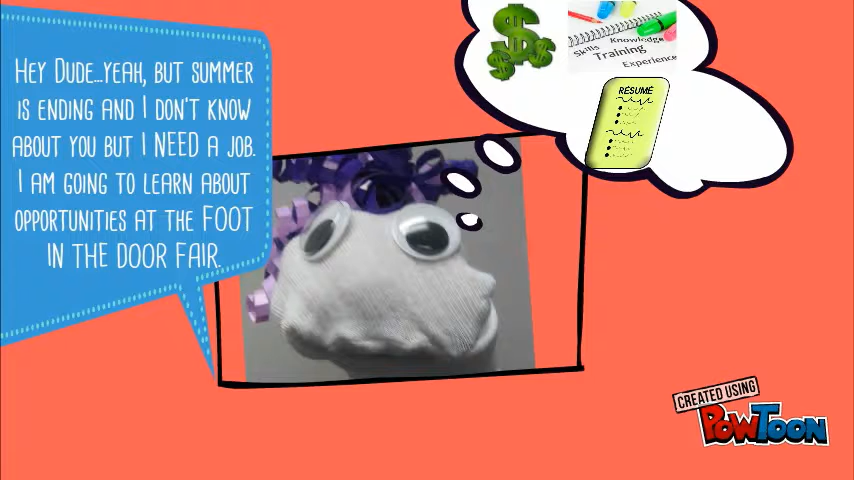 HEY DUDE...YEAH, BUT SUMMER
IS ENDING AND I DON'T KNOW
ABOUT YOU BUT I NEED A JOB.
I AM GOING TO LEARN ABOUT
OPPORTUNITIES AT THE FOOT
IN THE DOOR FAIR.
Knowledge
Skills
Training
Experience
RÉSUMÉ
CREATED USING
POWTOON